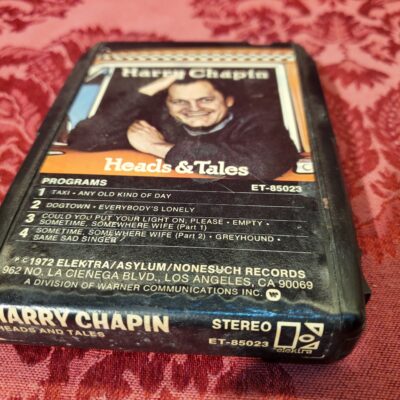 Harry Chapin
Heads & Tales
PROGRAMS ET-85023
1 TAXI • ANY OLD KIND OF DAY
2 DOGTOWN • EVERYBODY'S LONELY
3 COULD YOU PUT YOUR LIGHT ON, PLEASE • EMPTY •
SOMETIME, SOMEWHERE WIFE (Part 1)
4 SOMETIME, SOMEWHERE WIFE (Part 2) • GREYHOUND •
SAME SAD SINGER
℗ © 1972 ELEKTRA/ASYLUM/NONESUCH RECORDS
962 NO. LA CIENEGA BLVD., LOS ANGELES, CA 90069
A DIVISION OF WARNER COMMUNICATIONS INC.
HARRY CHAPIN STEREO
HEADS AND TALES ET-85023
elektra